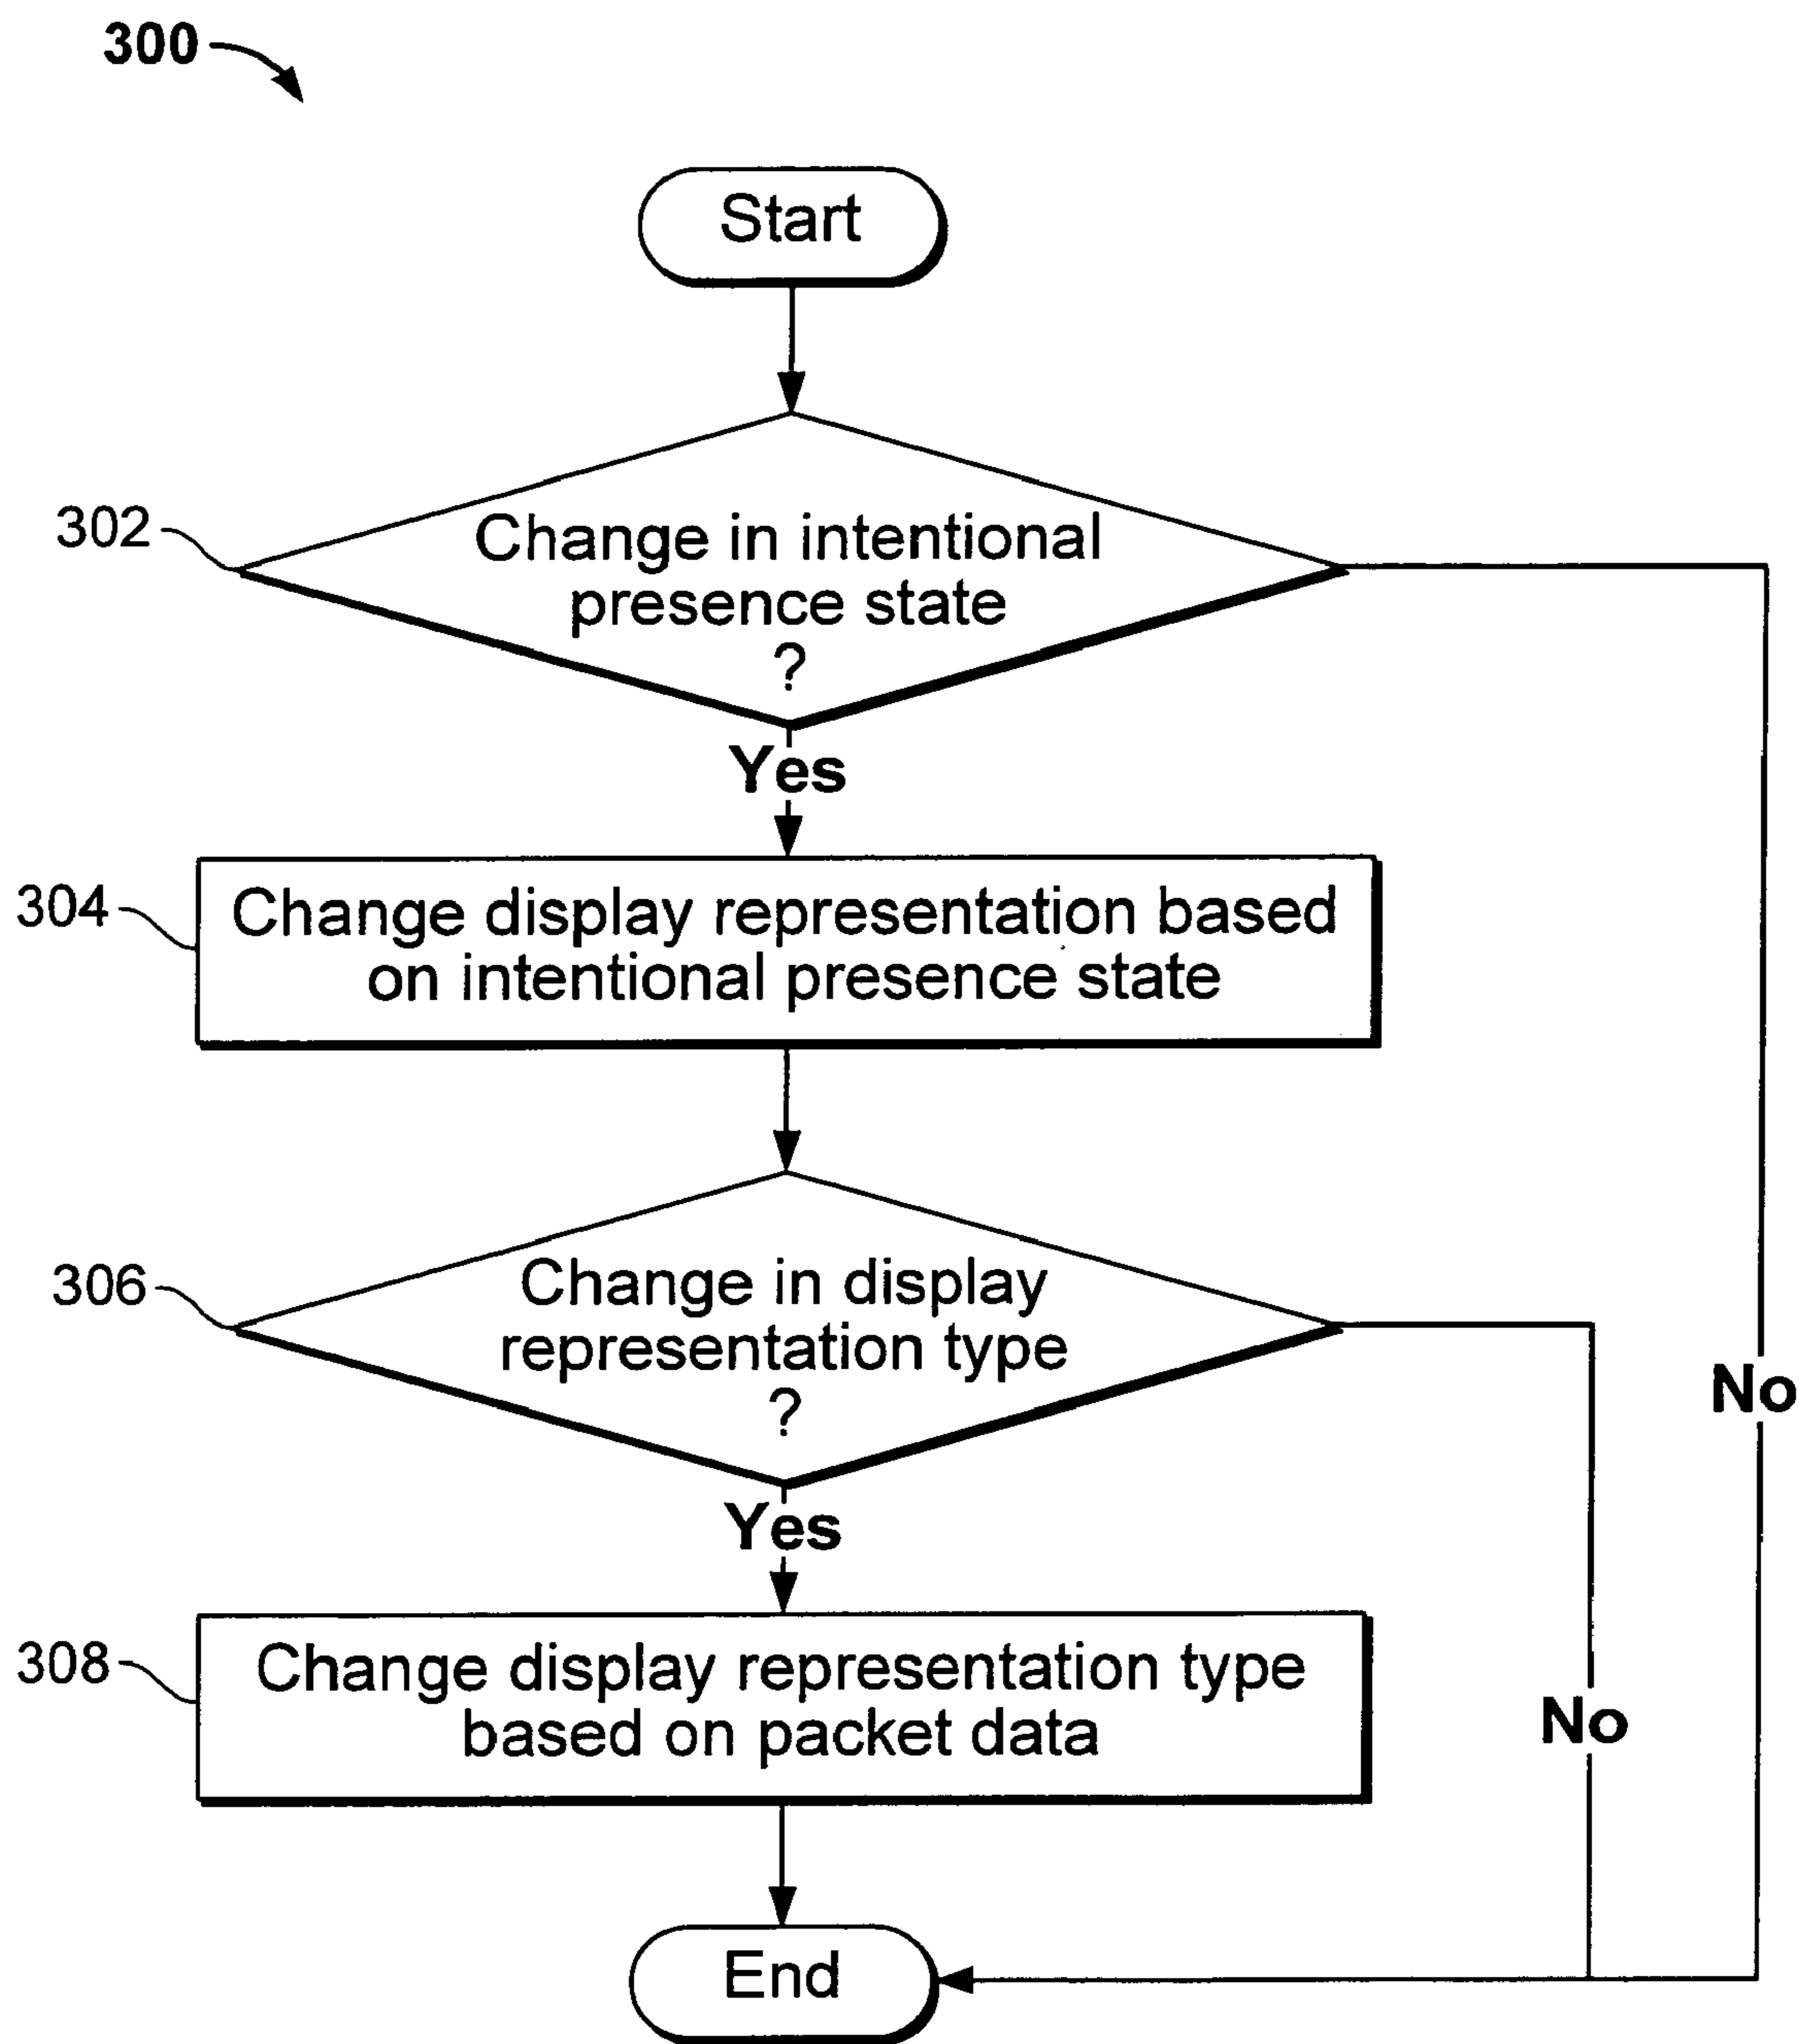 300
Start
302
Change in intentional
presence state
?
Yes
304
Change display representation based
on intentional presence state
306
Change in display
representation type
?
No
Yes
308
Change display representation type
based on packet data
No
End